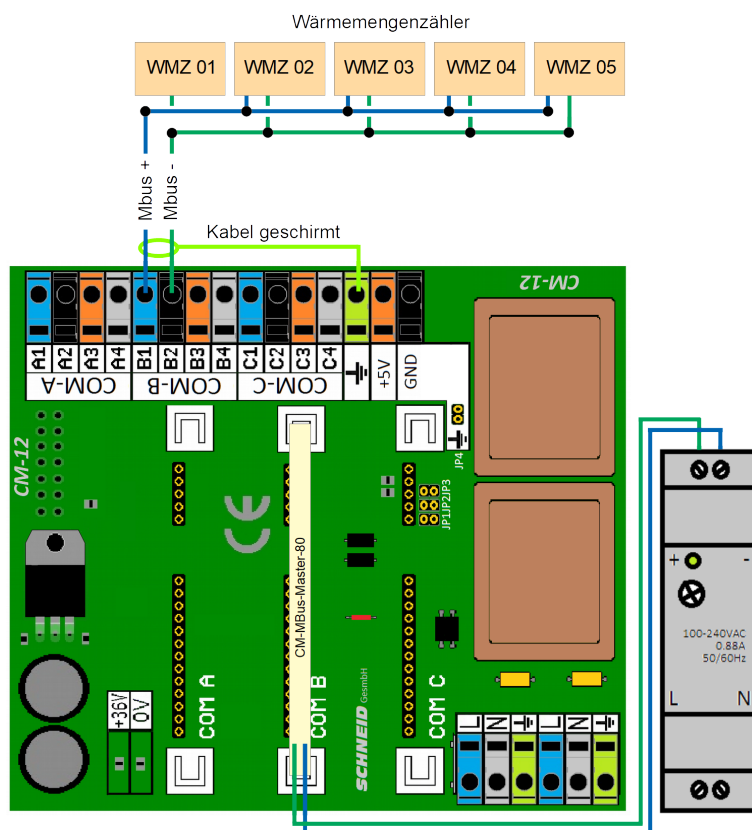 Wärmemengenzähler
WMZ 01 WMZ 02 WMZ 03 WMZ 04 WMZ 05
Mbus +
Mbus -
Kabel geschirmt
CM-12
A1 A2 A3 A4 B1 B2 B3 B4 C1 C2 C3 C4
COM-A COM-B COM-C
+5V
GND
JP4
CM-12
JP1JP2JP3
CE
CM-MBus-Master-80
+ -
100-240VAC
0.88A
50/60Hz
L N
+36V
0V
COM A
COM B
SCHNEID GesmbH
COM C
L N L N